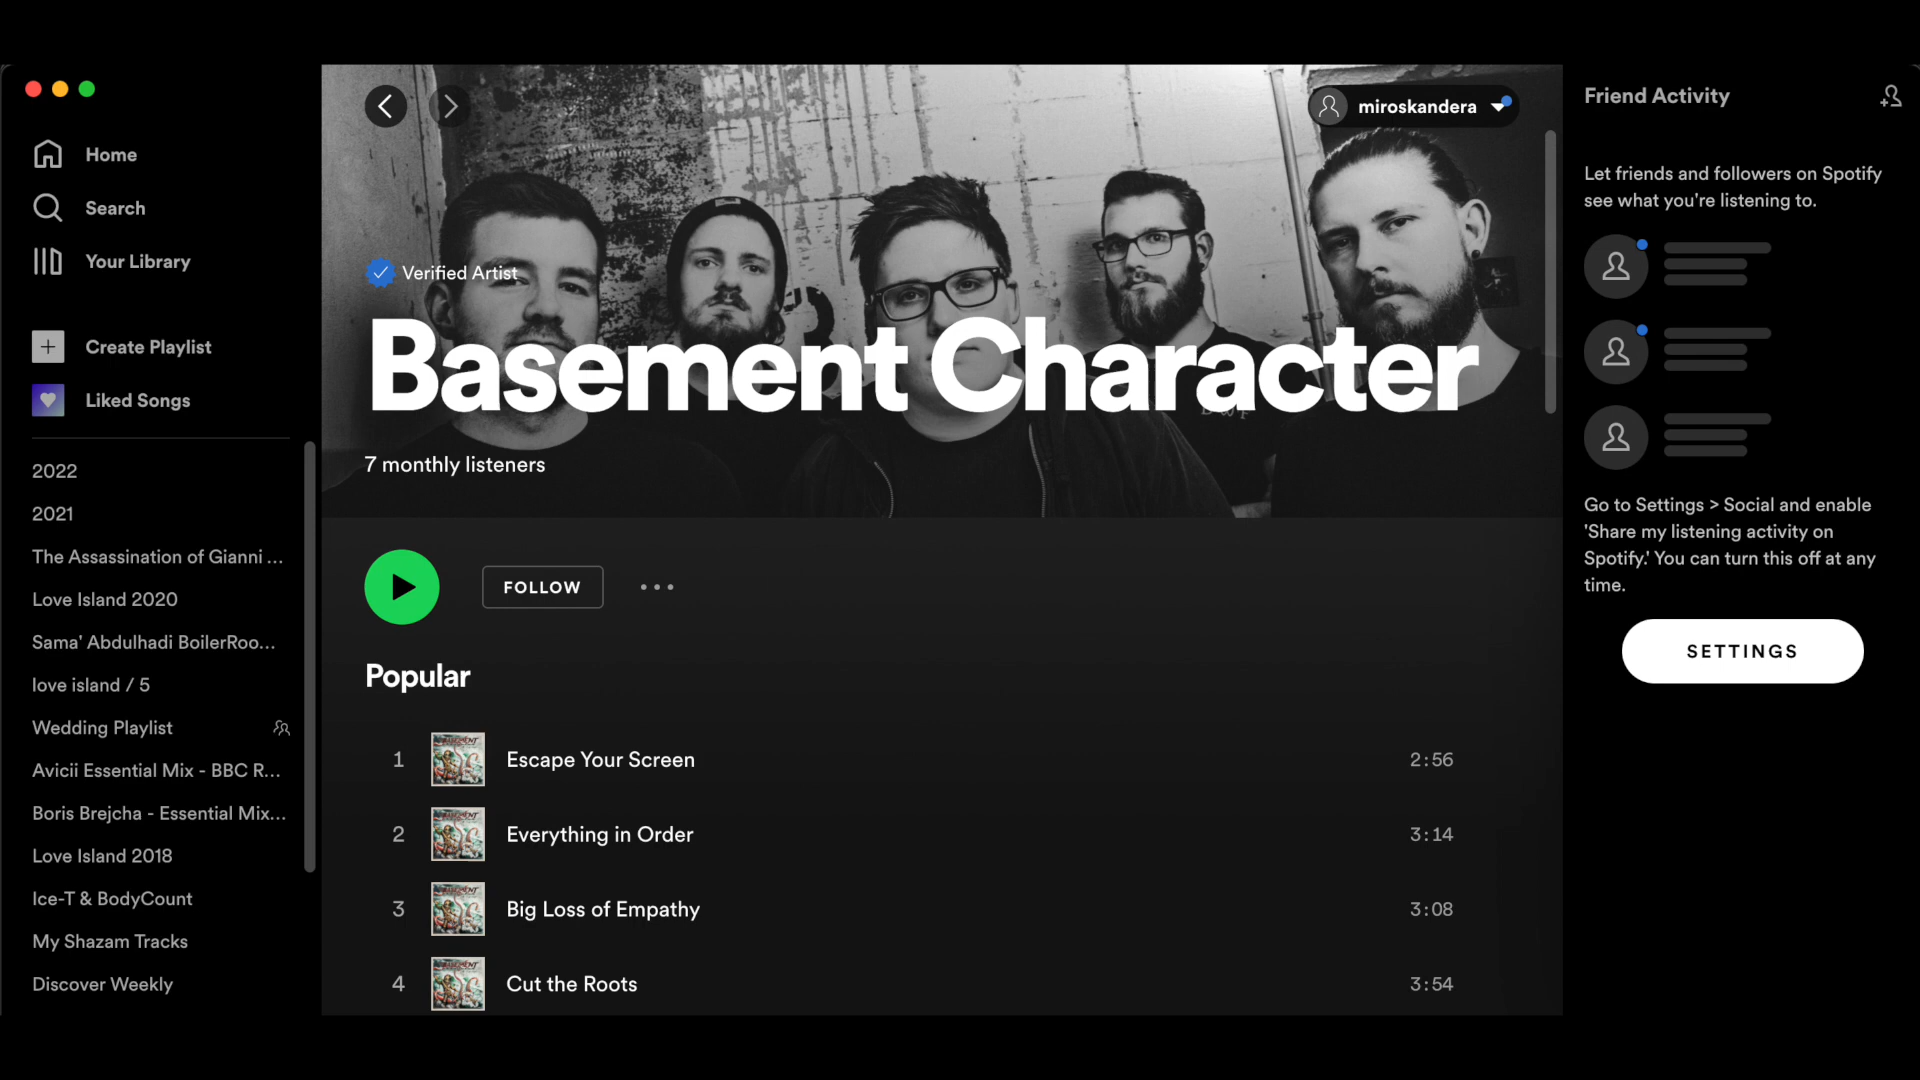 Home
Search
Your Library
Create Playlist
Liked Songs
2022
2021
The Assassination of Gianni ...
Love Island 2020
Sama' Abdulhadi BoilerRoo...
love island / 5
Wedding Playlist
Avicii Essential Mix - BBC R...
Boris Brejcha - Essential Mix...
Love Island 2018
Ice-T & BodyCount
My Shazam Tracks
Discover Weekly
miroskandera
Verified Artist
Basement Character
7 monthly listeners
FOLLOW
Popular
1 Escape Your Screen 2:56
2 Everything in Order 3:14
3 Big Loss of Empathy 3:08
4 Cut the Roots 3:54
Friend Activity
Let friends and followers on Spotify
see what you're listening to.
Go to Settings > Social and enable
'Share my listening activity on
Spotify.' You can turn this off at any
time.
SETTINGS